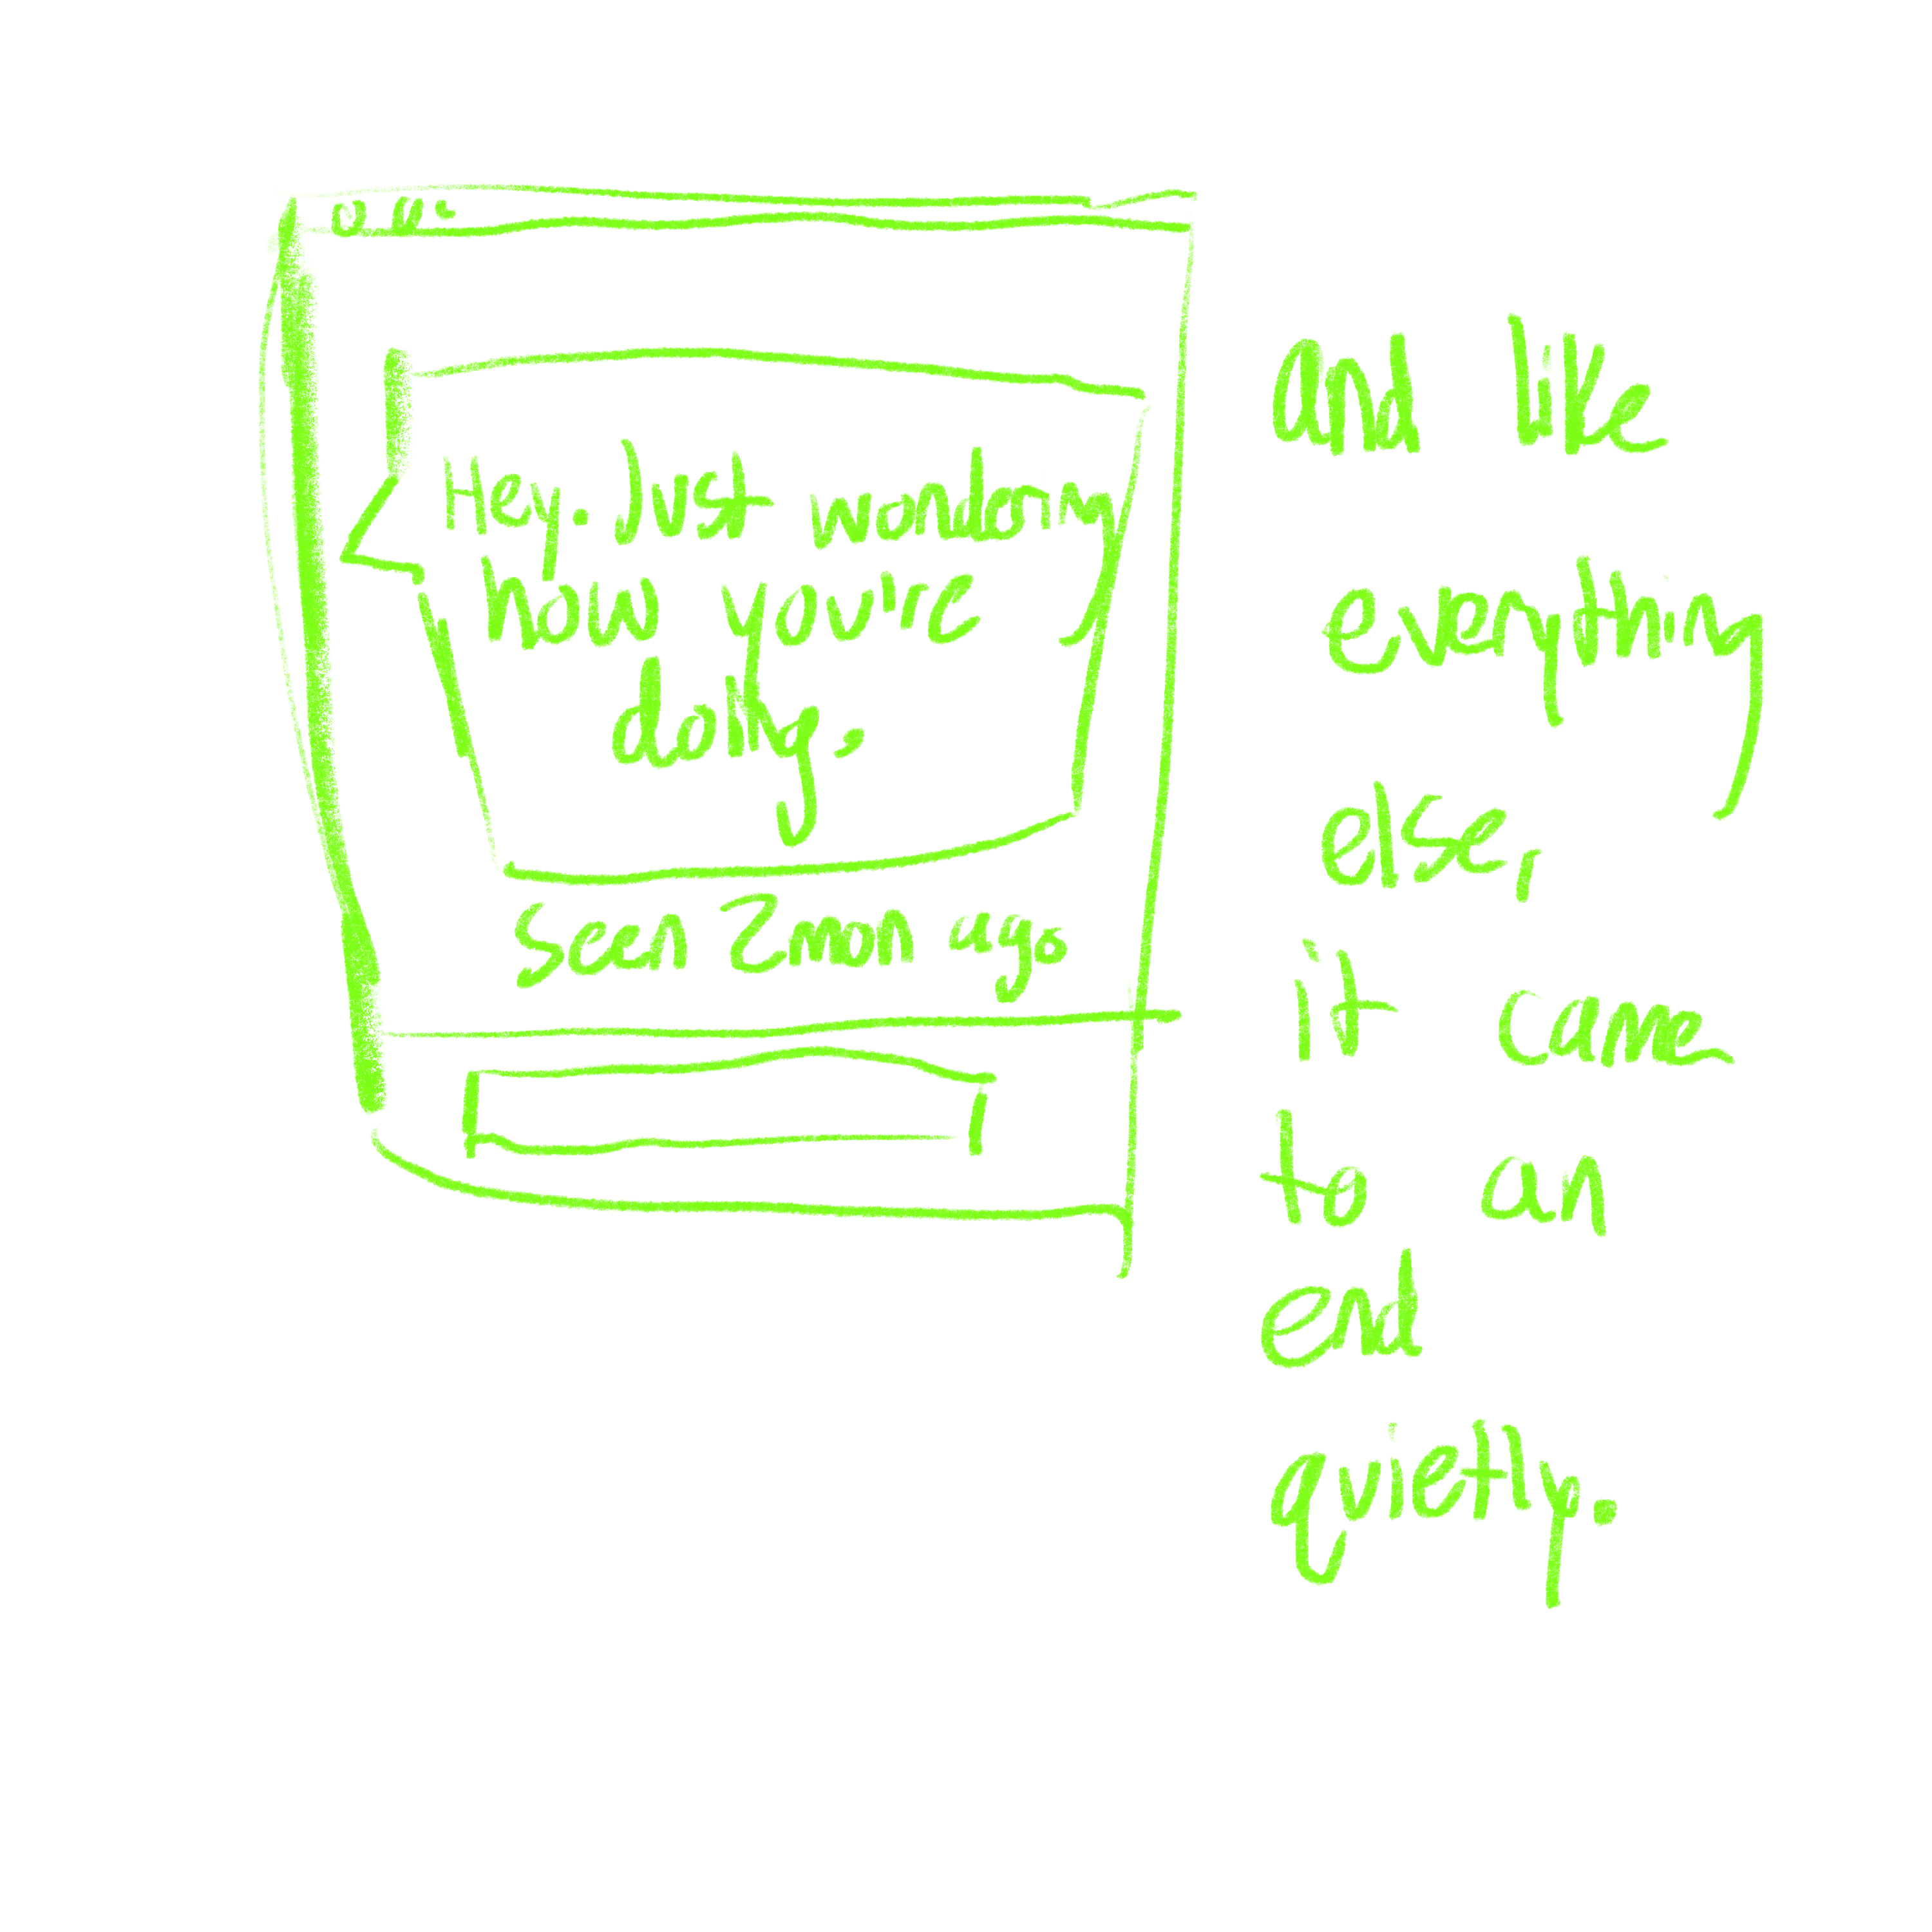 Hey. Just wondering
how you're
doing.
seen 2mon ago
and like
everything
else,
it came
to an
end
quietly.